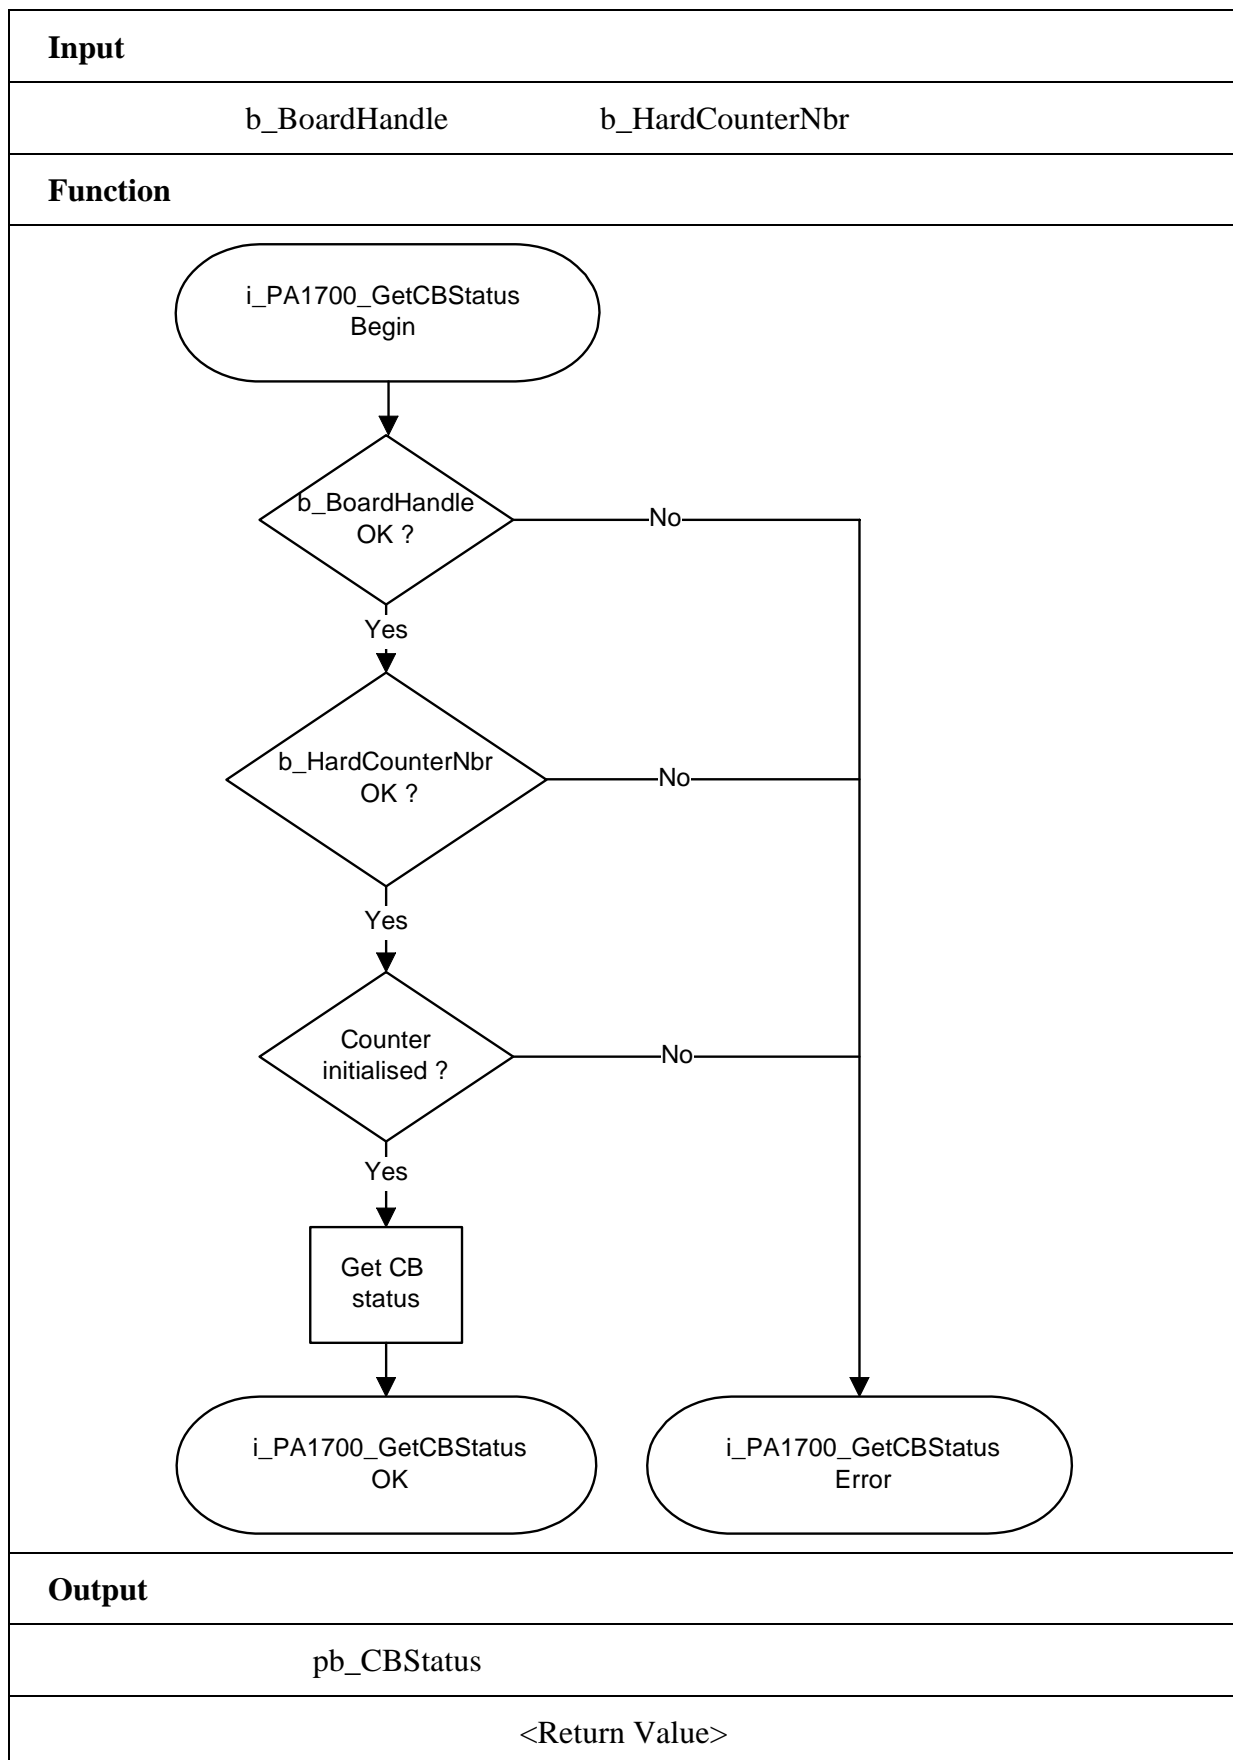 Input
b_BoardHandle b_HardCounterNbr
Function
i_PA1700_GetCBStatus
Begin
b_BoardHandle
OK ?
No
Yes
b_HardCounterNbr
OK ?
No
Yes
Counter
initialised ?
No
Yes
Get CB
status
i_PA1700_GetCBStatus
OK
i_PA1700_GetCBStatus
Error
Output
pb_CBStatus
<Return Value>